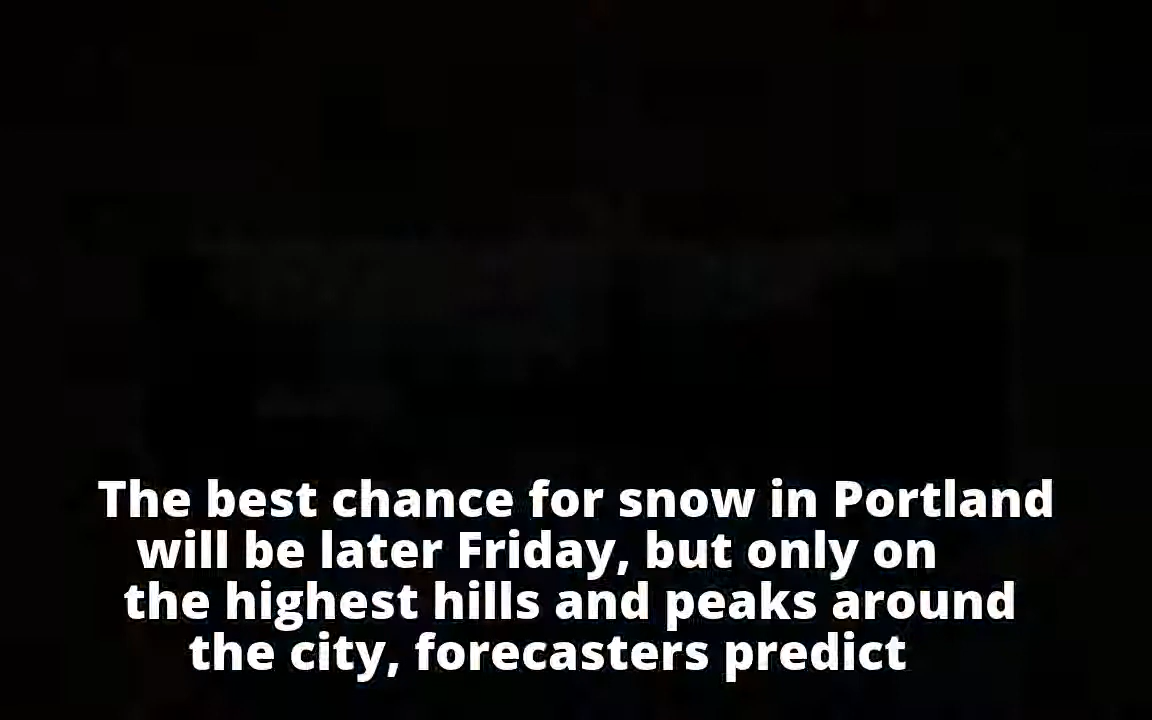 The best chance for snow in Portland
will be later Friday, but only on
the highest hills and peaks around
the city, forecasters predict